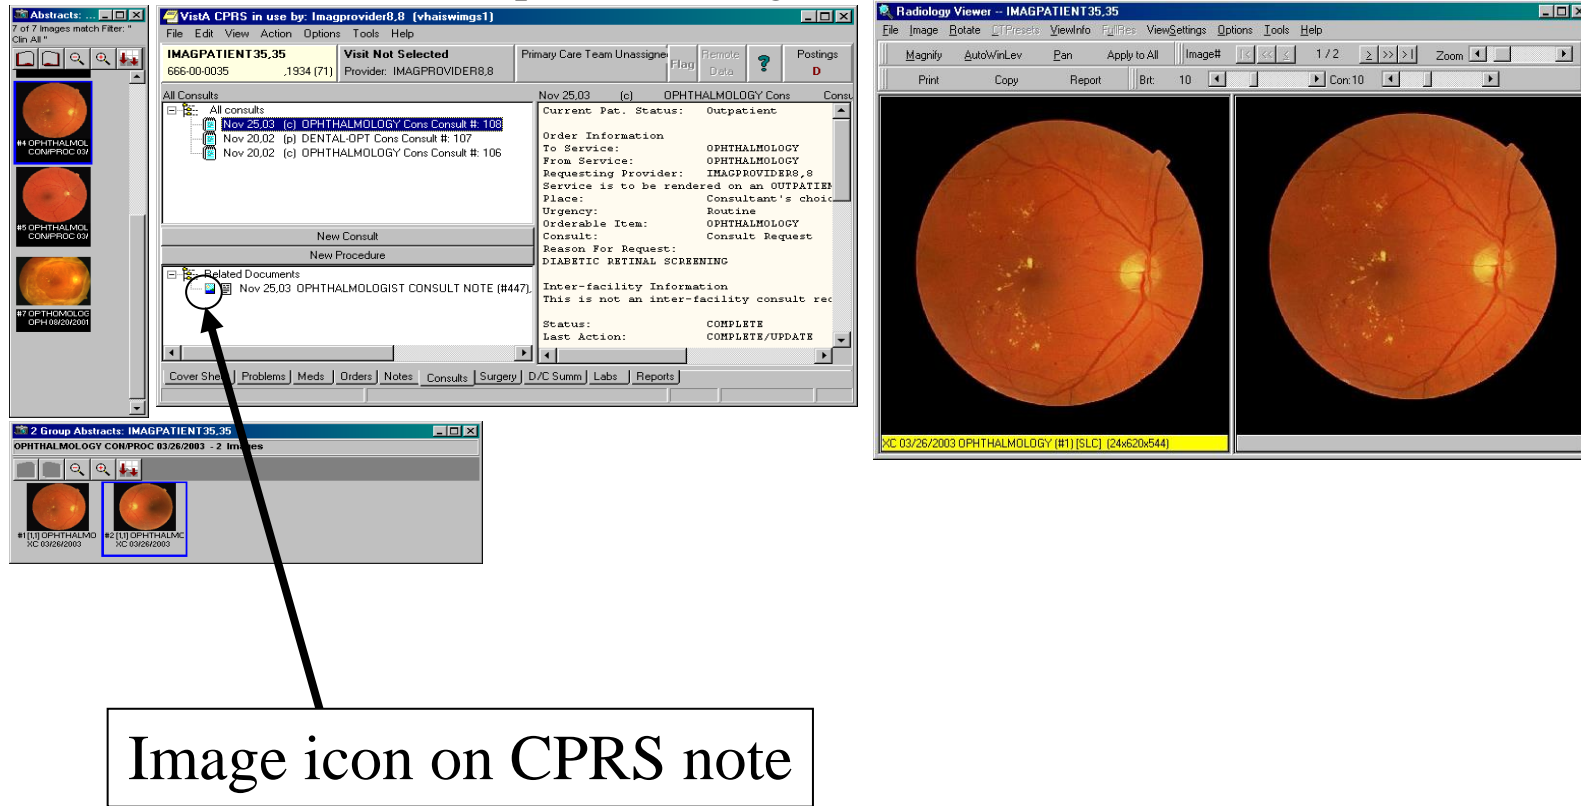 Abstracts: ...
7 of 7 Images match Filter: "
Clin All "
#4 OPHTHALMOL
CON/PROC 03/
#5 OPHTHALMOL
CON/PROC 03/
#7 OPTHOMOLOG
OPH 08/20/2001
VistA CPRS in use by: Imagprovider8,8 (vhaiswimgs1)
File Edit View Action Options Tools Help
IMAGPATIENT35,35
666-00-0035 ,1934 (71)
Visit Not Selected
Provider: IMAGPROVIDER8,8
Primary Care Team Unassigne
Flag
Remote
Data
?
Postings
D
All Consults
All consults
Nov 25,03 (c) OPHTHALMOLOGY Cons Consult #: 108
Nov 20,02 (p) DENTAL-OPT Cons Consult #: 107
Nov 20,02 (c) OPHTHALMOLOGY Cons Consult #: 106
New Consult
New Procedure
Related Documents
Nov 25,03 OPHTHALMOLOGIST CONSULT NOTE (#447),
Nov 25,03 (c) OPHTHALMOLOGY Cons Consu
Current Pat. Status: Outpatient
Order Information
To Service: OPHTHALMOLOGY
From Service: OPHTHALMOLOGY
Requesting Provider: IMAGPROVIDER8,8
Service is to be rendered on an OUTPATIEN
Place: Consultant's choic
Urgency: Routine
Orderable Item: OPHTHALMOLOGY
Consult: Consult Request
Reason For Request:
DIABETIC RETINAL SCREENING
Inter-facility Information
This is not an inter-facility consult rec
Status: COMPLETE
Last Action: COMPLETE/UPDATE
Cover Shee Problems Meds Orders Notes Consults Surgery D/C Summ Labs Reports
2 Group Abstracts: IMAGPATIENT35,35
OPHTHALMOLOGY CON/PROC 03/26/2003 - 2 Images
#1 [1,1] OPHTHALMO
XC 03/26/2003
#2 [1,1] OPHTHALMC
XC 03/26/2003
Radiology Viewer -- IMAGPATIENT35,35
File Image Rotate CTPresets ViewInfo FullRes ViewSettings Options Tools Help
Magnify AutoWinLev Pan Apply to All Image# |< << < 1 / 2 > >> >| Zoom
Print Copy Report Brt: 10 Con:10
XC 03/26/2003 OPHTHALMOLOGY (#1) [SLC] (24x620x544)
Image icon on CPRS note